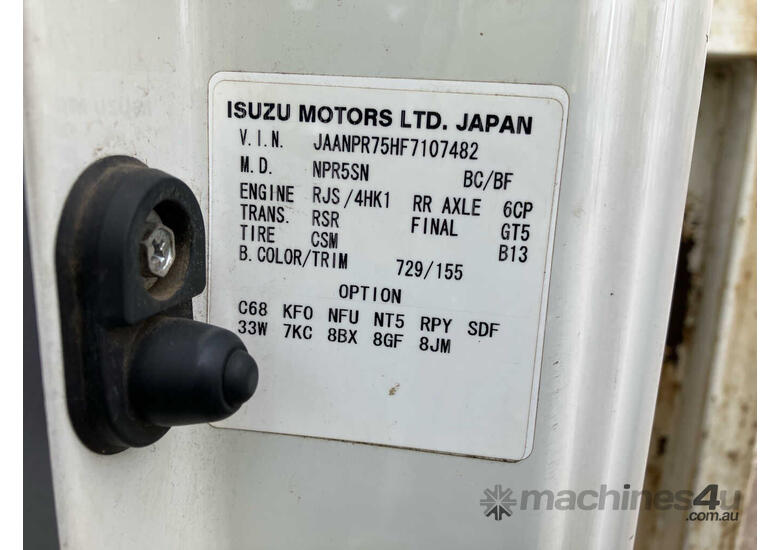 ISUZU MOTORS LTD. JAPAN
V.I.N. JAANPR75HF7107482
M.D. NPR5SN BC/BF
ENGINE RJS/4HK1 RR AXLE 6CP
TRANS. RSR FINAL GT5
TIRE CSM B13
B.COLOR/TRIM 729/155
OPTION
C68 KFO NFU NT5 RPY SDF
33W 7KC 8BX 8GF 8JM
machines4u
.com.au